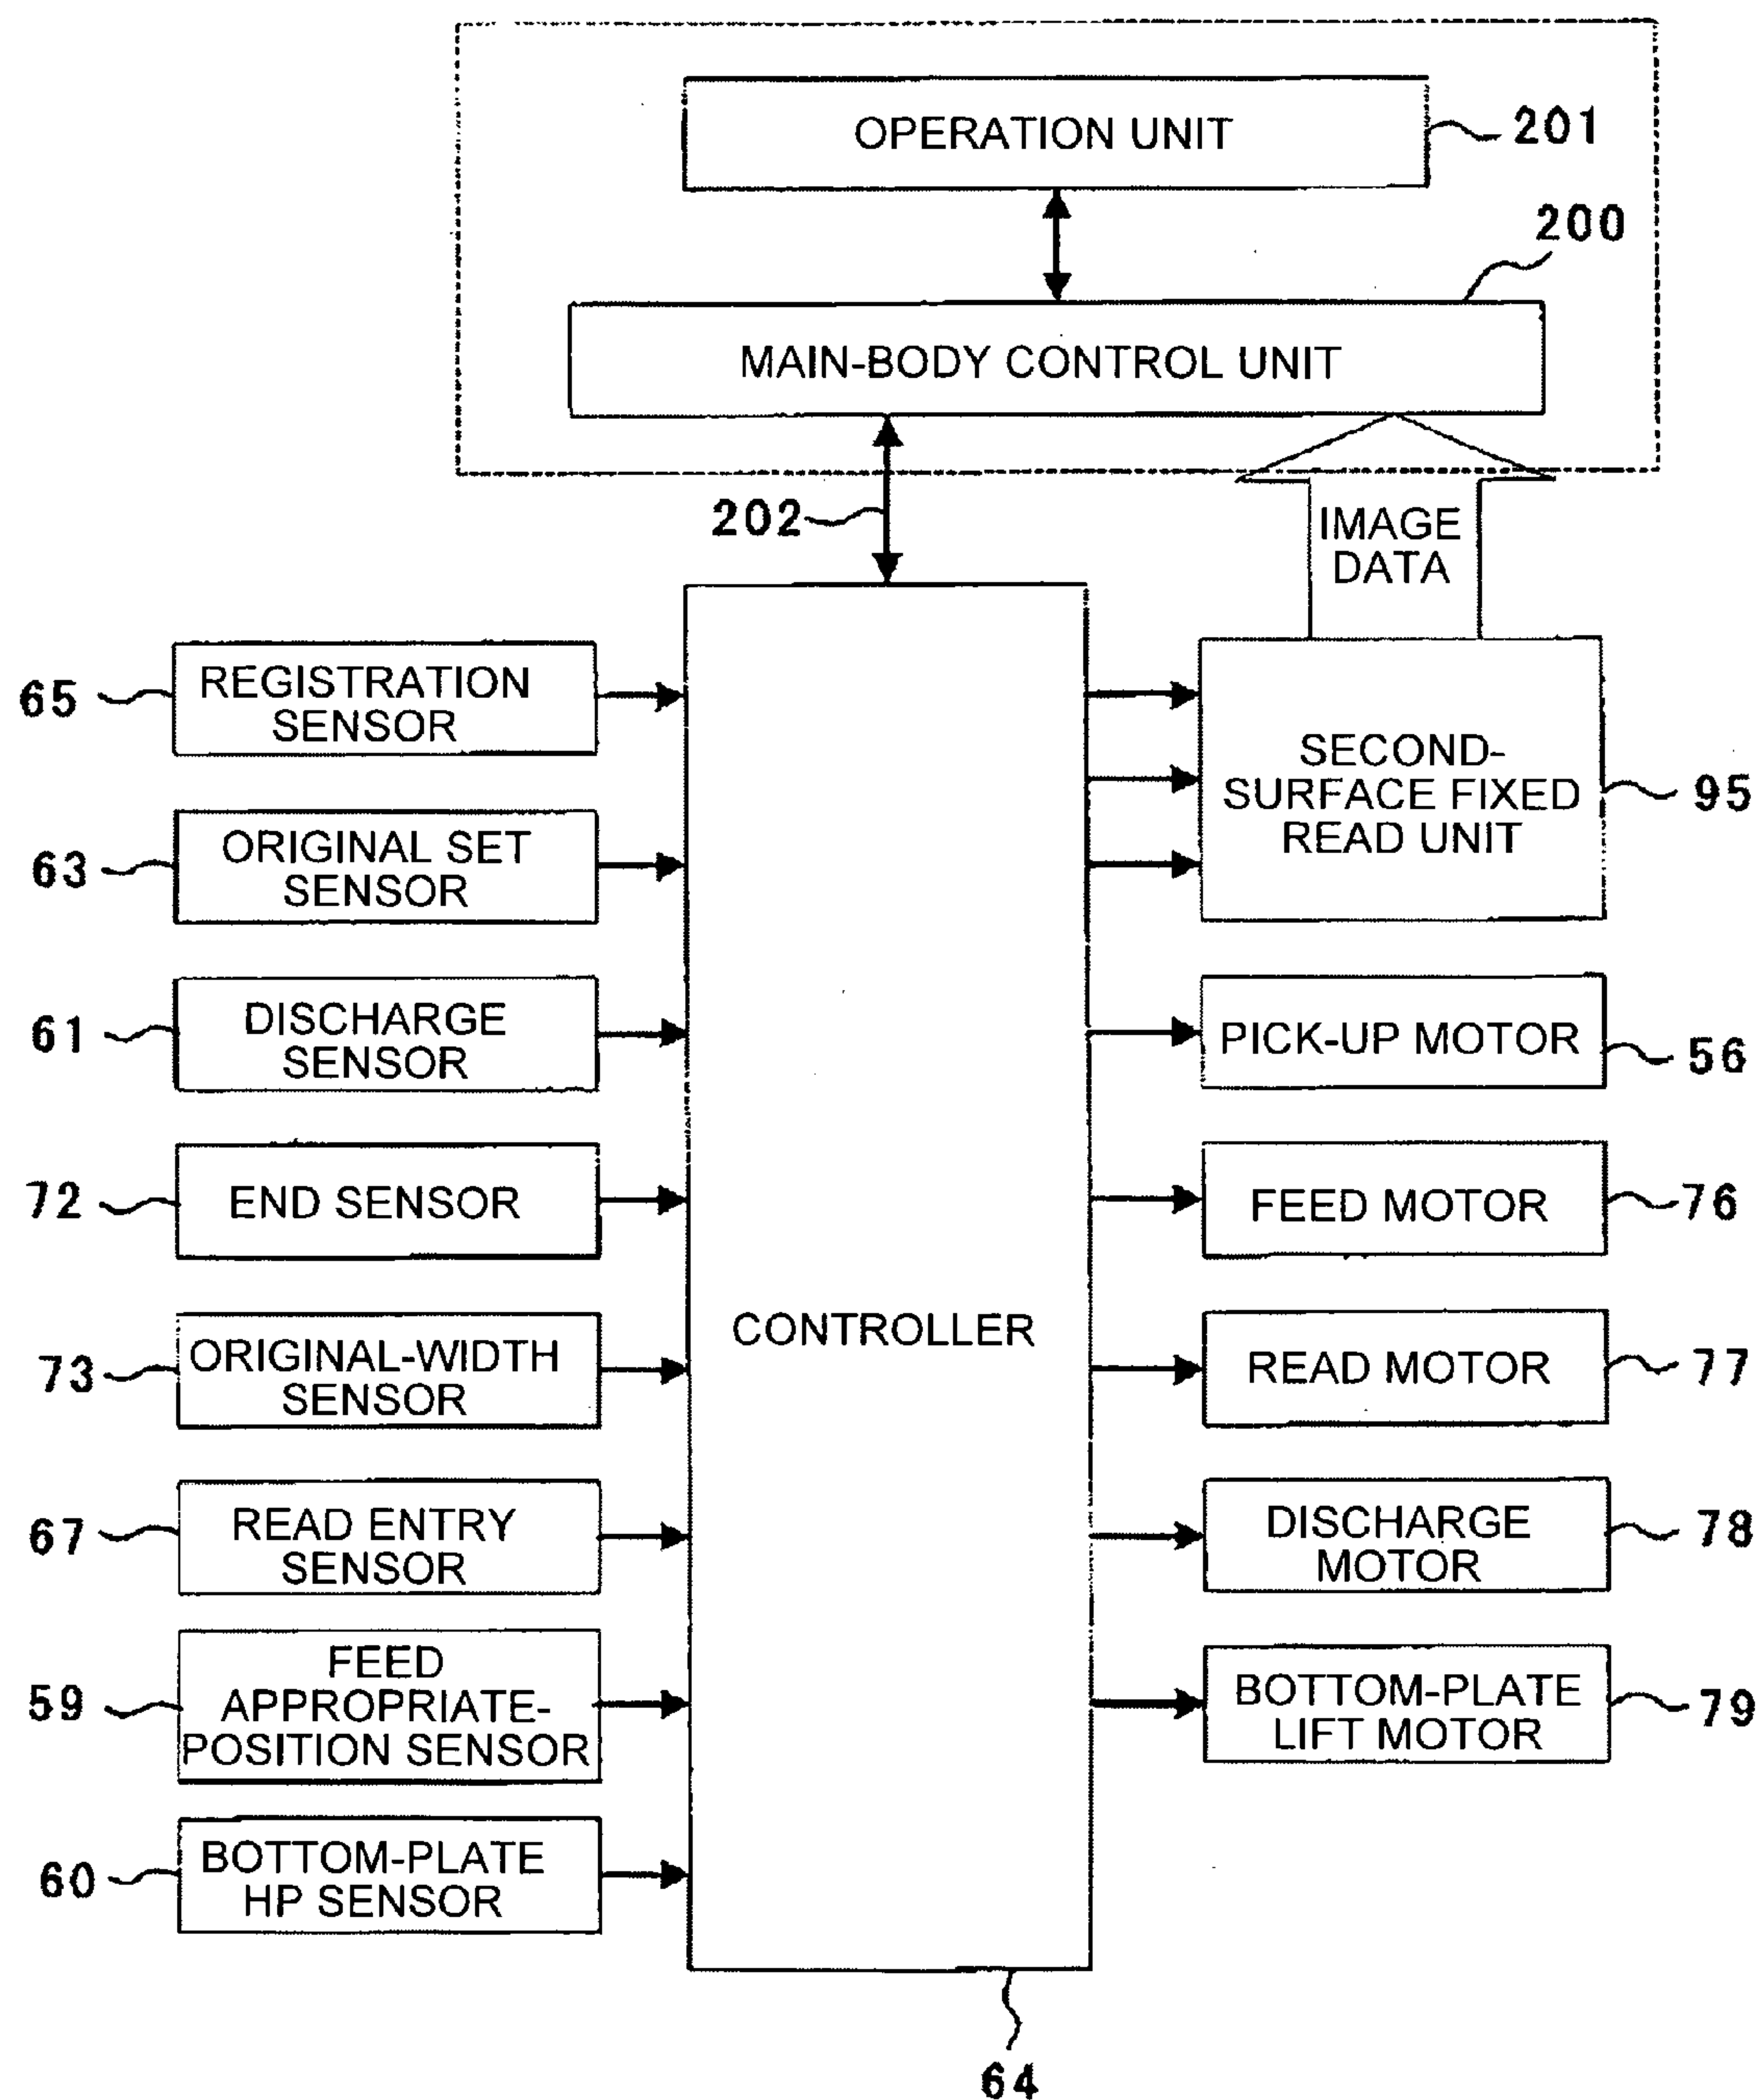 OPERATION UNIT
201
200
MAIN-BODY CONTROL UNIT
202
IMAGE
DATA
65
REGISTRATION
SENSOR
63
ORIGINAL SET
SENSOR
61
DISCHARGE
SENSOR
72
END SENSOR
73
ORIGINAL-WIDTH
SENSOR
67
READ ENTRY
SENSOR
59
FEED
APPROPRIATE-
POSITION SENSOR
60
BOTTOM-PLATE
HP SENSOR
CONTROLLER
64
SECOND-
SURFACE FIXED
READ UNIT
95
PICK-UP MOTOR
56
FEED MOTOR
76
READ MOTOR
77
DISCHARGE
MOTOR
78
BOTTOM-PLATE
LIFT MOTOR
79